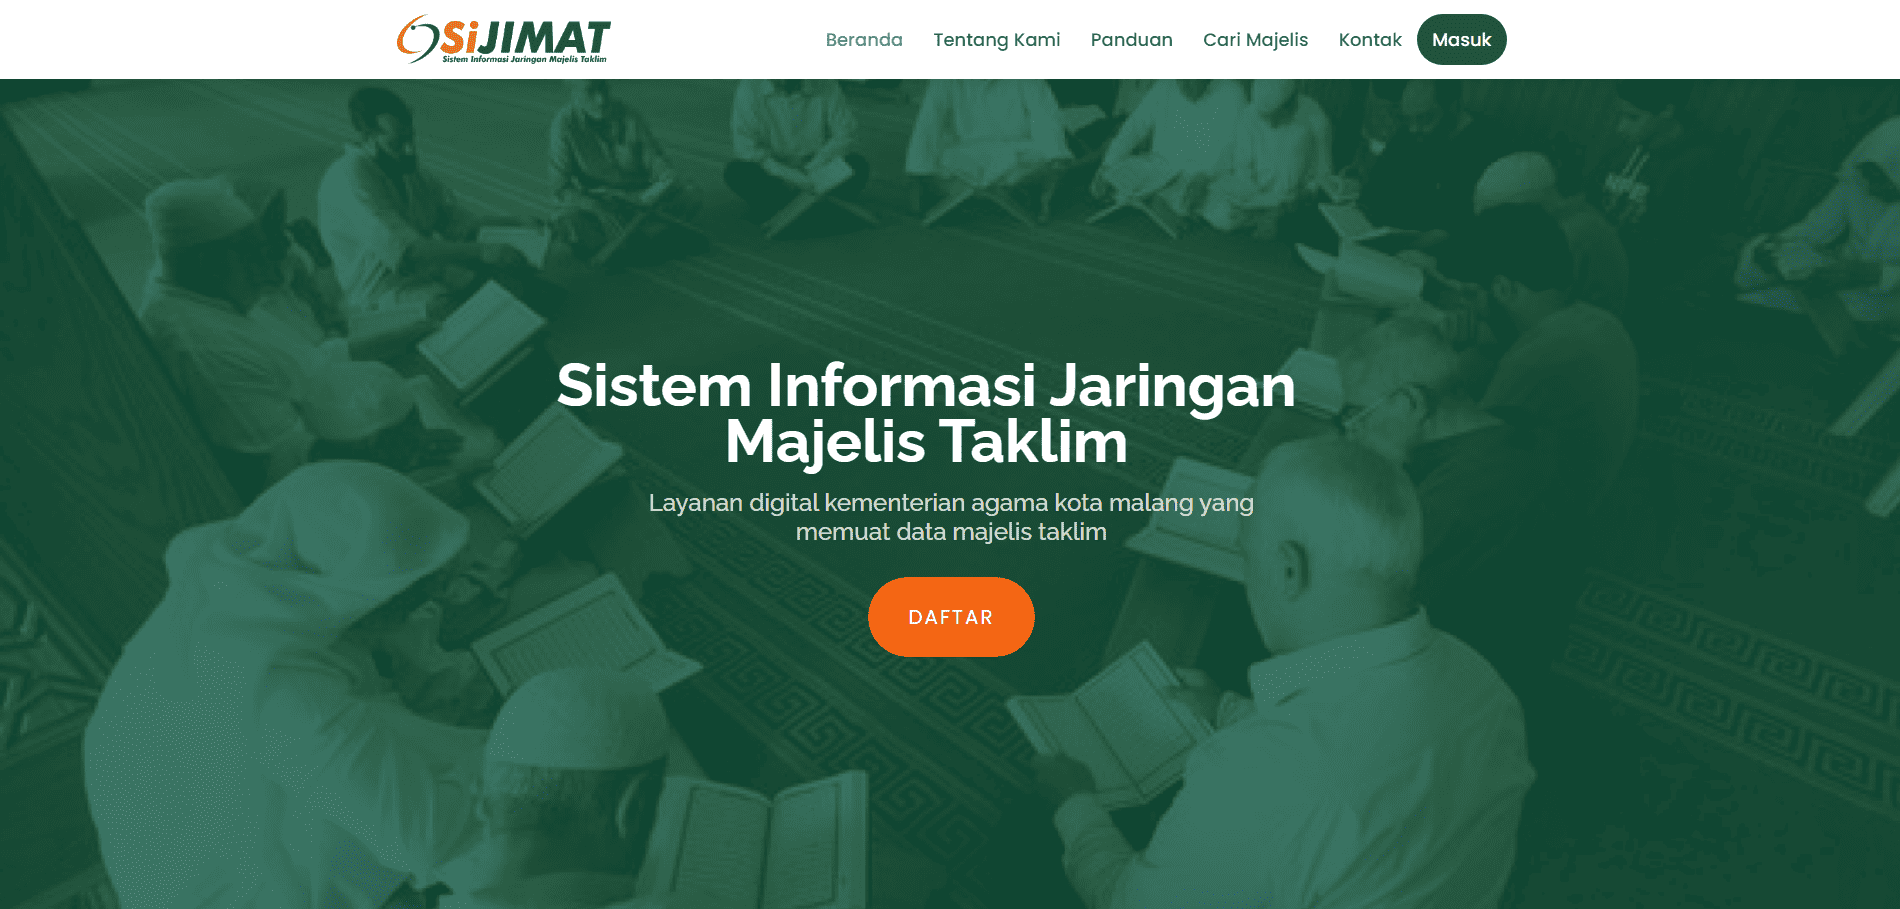 SiJIMAT
Sistem Informasi Jaringan Majelis Taklim
Beranda
Tentang Kami
Panduan
Cari Majelis
Kontak
Masuk
Sistem Informasi Jaringan
Majelis Taklim
Layanan digital kementerian agama kota malang yang
memuat data majelis taklim
DAFTAR